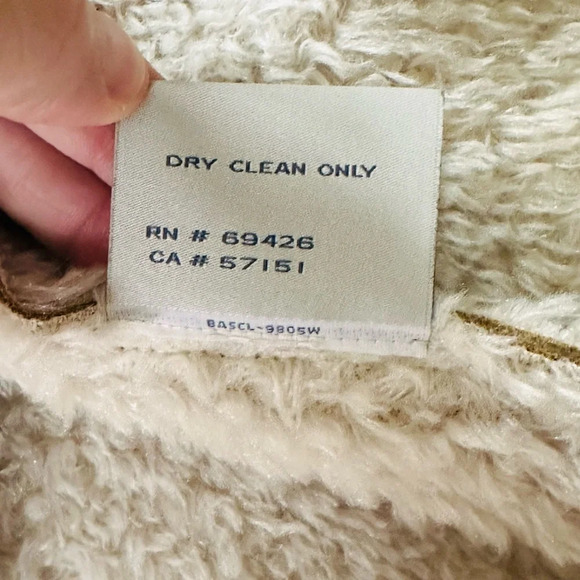 DRY CLEAN ONLY
RN # 69426
CA # 57151
BASCL-9805W